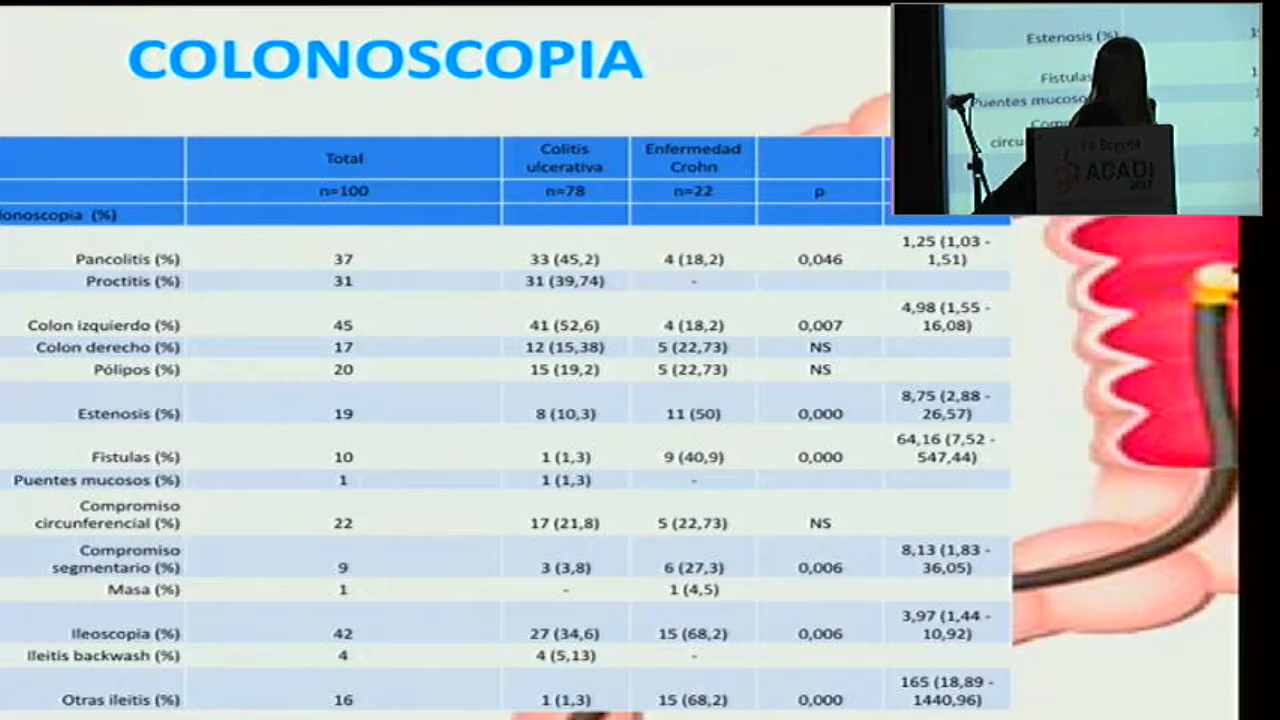 COLONOSCOPIA
Estenosis (%)
Fistulas
Puentes mucoso
circu
ADADI
2017
Total
Colitis ulcerativa
Enfermedad Crohn
n=100
n=78
n=22
p
lonoscopia (%)
Pancolitis (%) 37 33 (45,2) 4 (18,2) 0,046 1,25 (1,03 - 1,51)
Proctitis (%) 31 31 (39,74) -
Colon izquierdo (%) 45 41 (52,6) 4 (18,2) 0,007 4,98 (1,55 - 16,08)
Colon derecho (%) 17 12 (15,38) 5 (22,73) NS
Pólipos (%) 20 15 (19,2) 5 (22,73) NS
Estenosis (%) 19 8 (10,3) 11 (50) 0,000 8,75 (2,88 - 26,57)
Fistulas (%) 10 1 (1,3) 9 (40,9) 0,000 64,16 (7,52 - 547,44)
Puentes mucosos (%) 1 1 (1,3) -
Compromiso circunferencial (%) 22 17 (21,8) 5 (22,73) NS
Compromiso segmentario (%) 9 3 (3,8) 6 (27,3) 0,006 8,13 (1,83 - 36,05)
Masa (%) 1 - 1 (4,5)
Ileoscopia (%) 42 27 (34,6) 15 (68,2) 0,006 3,97 (1,44 - 10,92)
Ileitis backwash (%) 4 4 (5,13) -
Otras ileitis (%) 16 1 (1,3) 15 (68,2) 0,000 165 (18,89 - 1440,96)